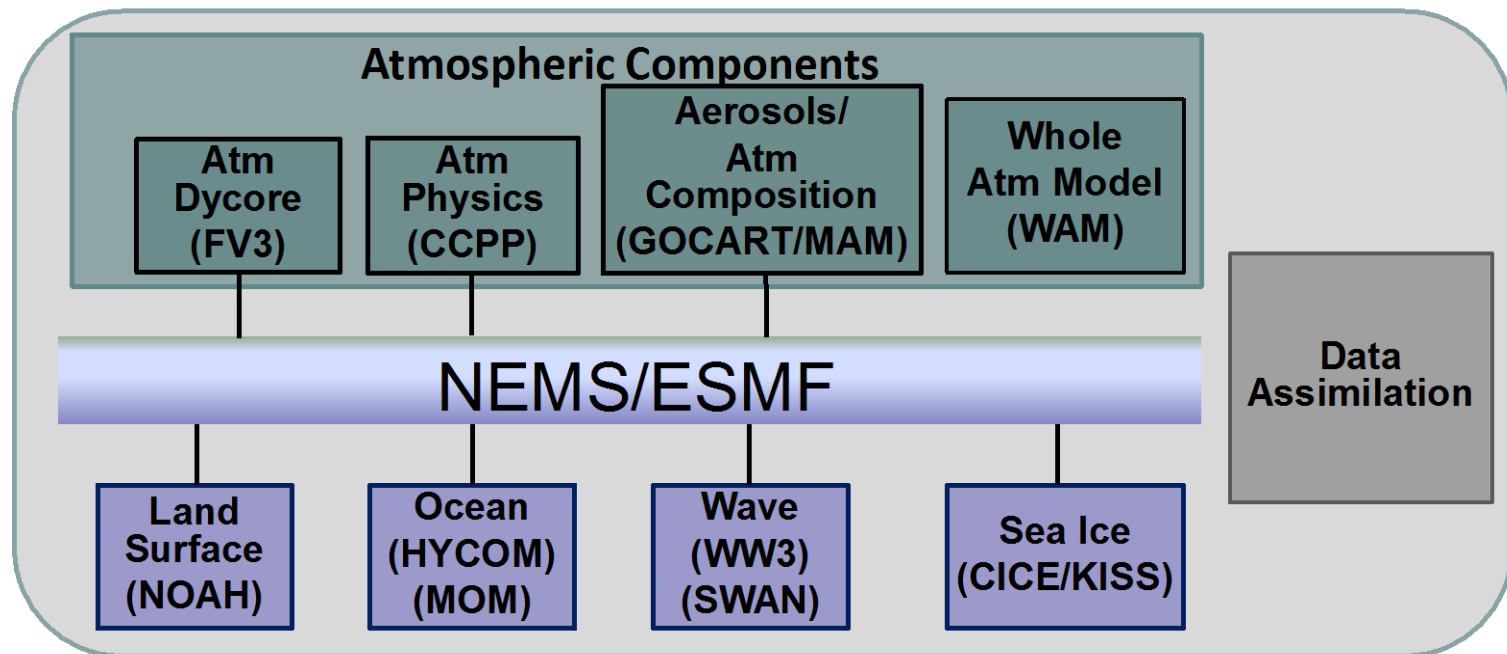 Atmospheric Components
Atm
Dycore
(FV3)
Atm
Physics
(CCPP)
Aerosols/
Atm
Composition
(GOCART/MAM)
Whole
Atm Model
(WAM)
NEMS/ESMF
Data
Assimilation
Land
Surface
(NOAH)
Ocean
(HYCOM)
(MOM)
Wave
(WW3)
(SWAN)
Sea Ice
(CICE/KISS)